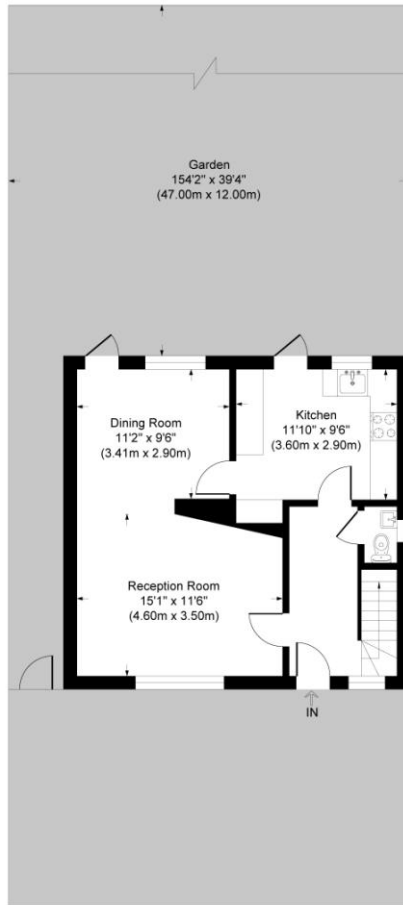 Garden
154'2" x 39'4"
(47.00m x 12.00m)
Dining Room
11'2" x 9'6"
(3.41m x 2.90m)
Kitchen
11'10" x 9'6"
(3.60m x 2.90m)
Reception Room
15'1" x 11'6"
(4.60m x 3.50m)
IN